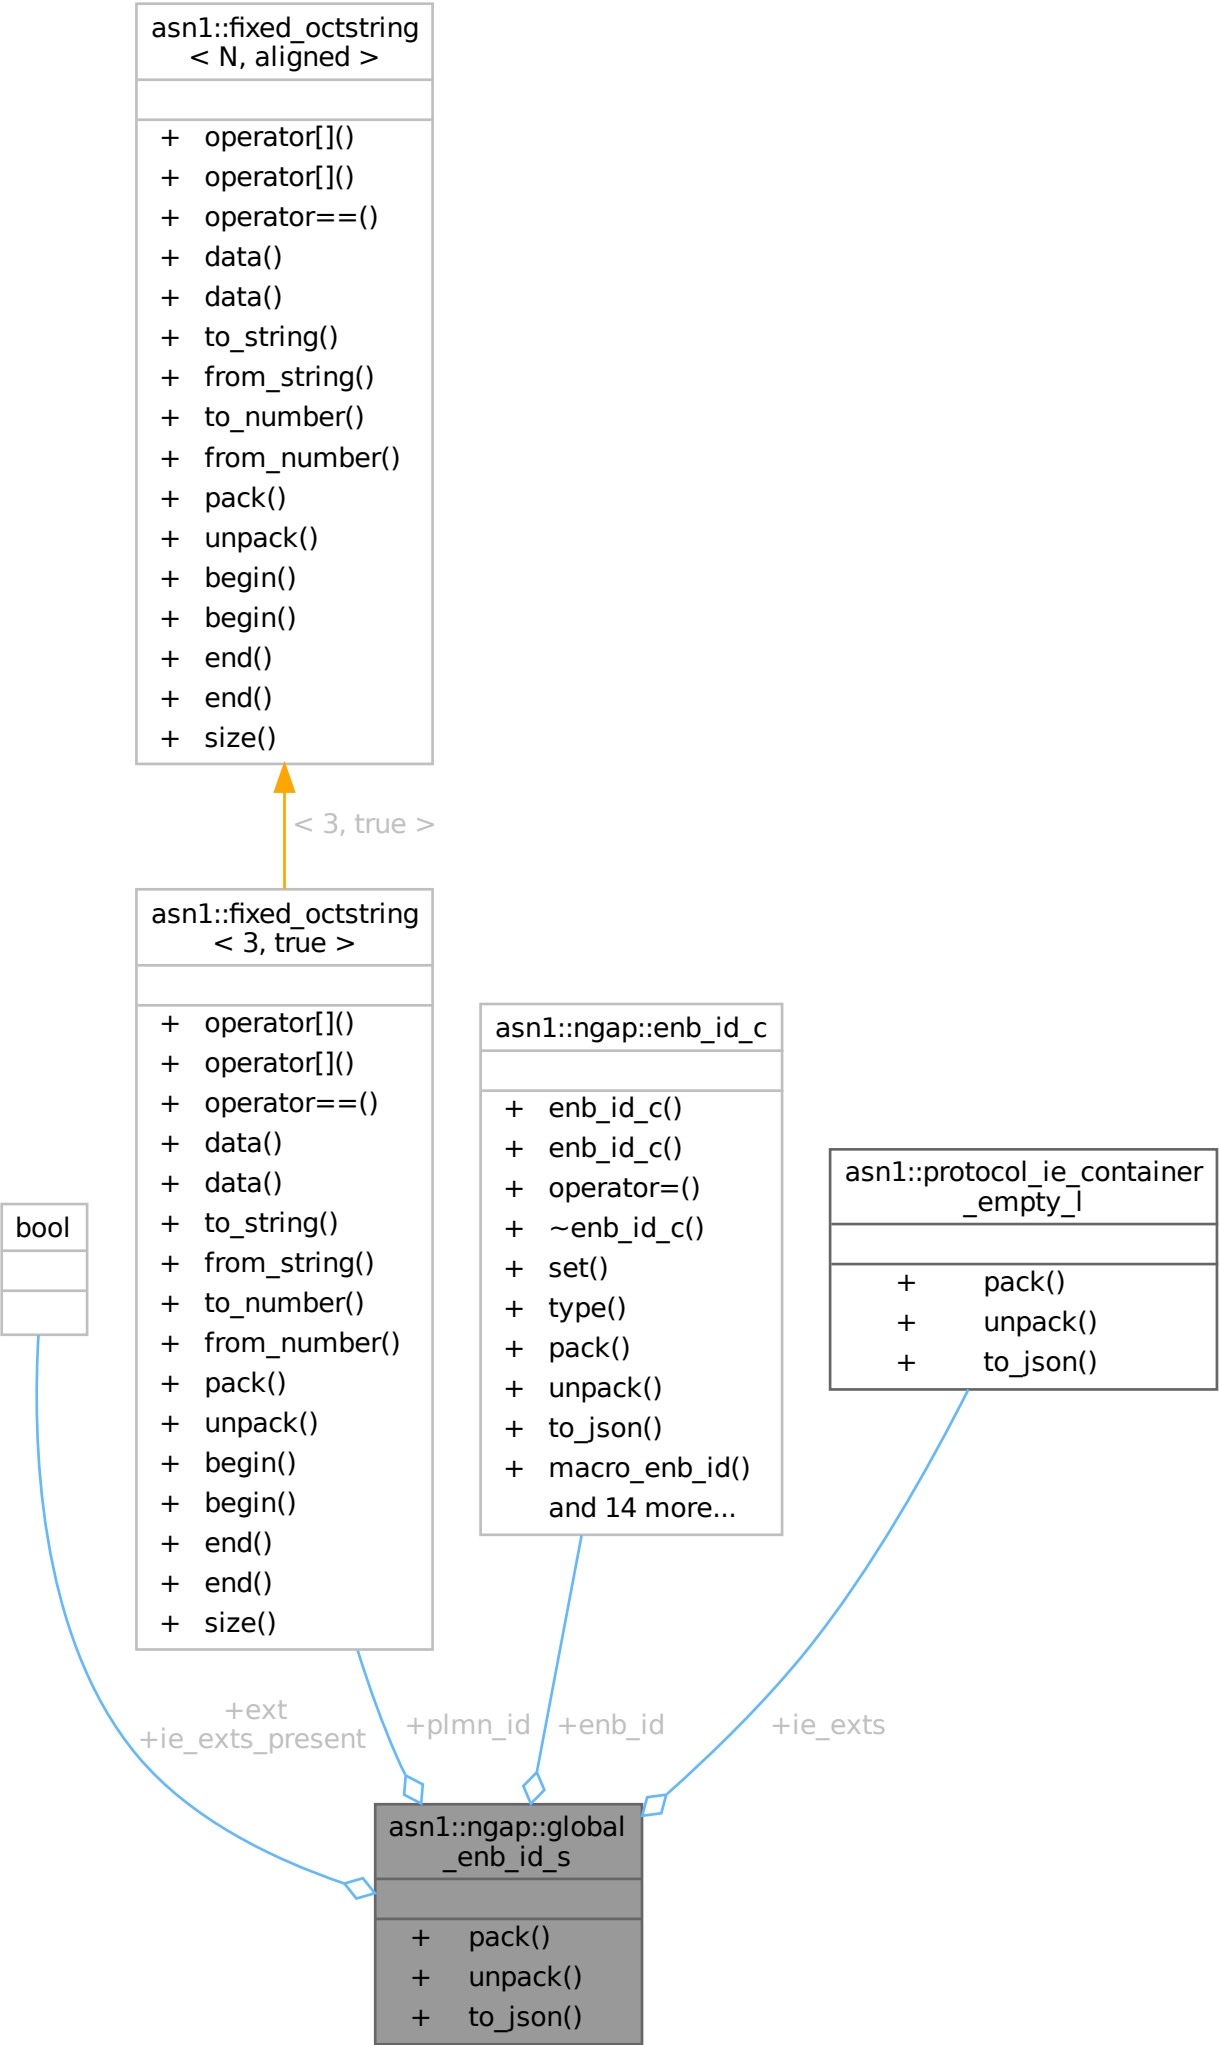 asn1::fixed_octstring
< N, aligned >
+ operator[]()
+ operator[]()
+ operator==()
+ data()
+ data()
+ to_string()
+ from_string()
+ to_number()
+ from_number()
+ pack()
+ unpack()
+ begin()
+ begin()
+ end()
+ end()
+ size()
< 3, true >
asn1::fixed_octstring
< 3, true >
+ operator[]()
+ operator[]()
+ operator==()
+ data()
+ data()
+ to_string()
+ from_string()
+ to_number()
+ from_number()
+ pack()
+ unpack()
+ begin()
+ begin()
+ end()
+ end()
+ size()
asn1::ngap::enb_id_c
+ enb_id_c()
+ enb_id_c()
+ operator=()
+ ~enb_id_c()
+ set()
+ type()
+ pack()
+ unpack()
+ to_json()
+ macro_enb_id()
and 14 more...
asn1::protocol_ie_container
_empty_l
+ pack()
+ unpack()
+ to_json()
bool
+ext
+ie_exts_present
+plmn_id
+enb_id
+ie_exts
asn1::ngap::global
_enb_id_s
+ pack()
+ unpack()
+ to_json()